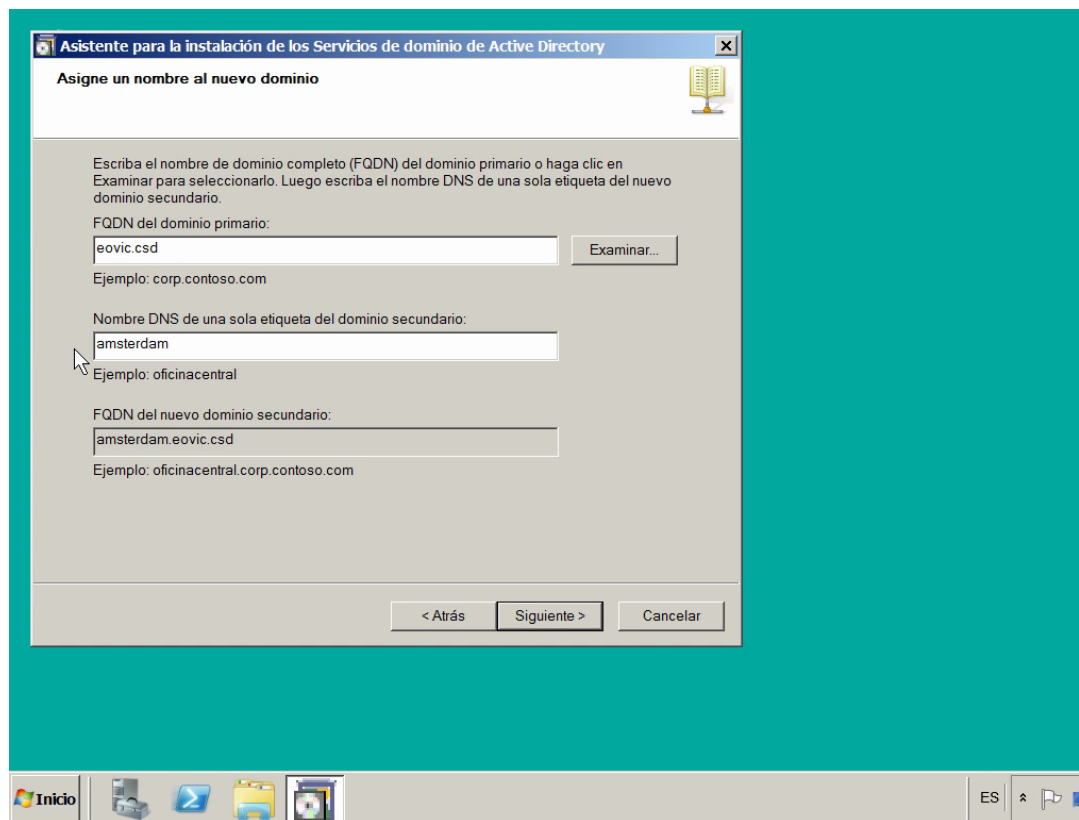 Asistente para la instalación de los Servicios de dominio de Active Directory
Asigne un nombre al nuevo dominio
Escriba el nombre de dominio completo (FQDN) del dominio primario o haga clic en
Examinar para seleccionarlo. Luego escriba el nombre DNS de una sola etiqueta del nuevo
dominio secundario.
FQDN del dominio primario:
eovic.csd
Examinar...
Ejemplo: corp.contoso.com
Nombre DNS de una sola etiqueta del dominio secundario:
amsterdam
Ejemplo: oficinacentral
FQDN del nuevo dominio secundario:
amsterdam.eovic.csd
Ejemplo: oficinacentral.corp.contoso.com
< Atrás
Siguiente >
Cancelar
Inicio
ES